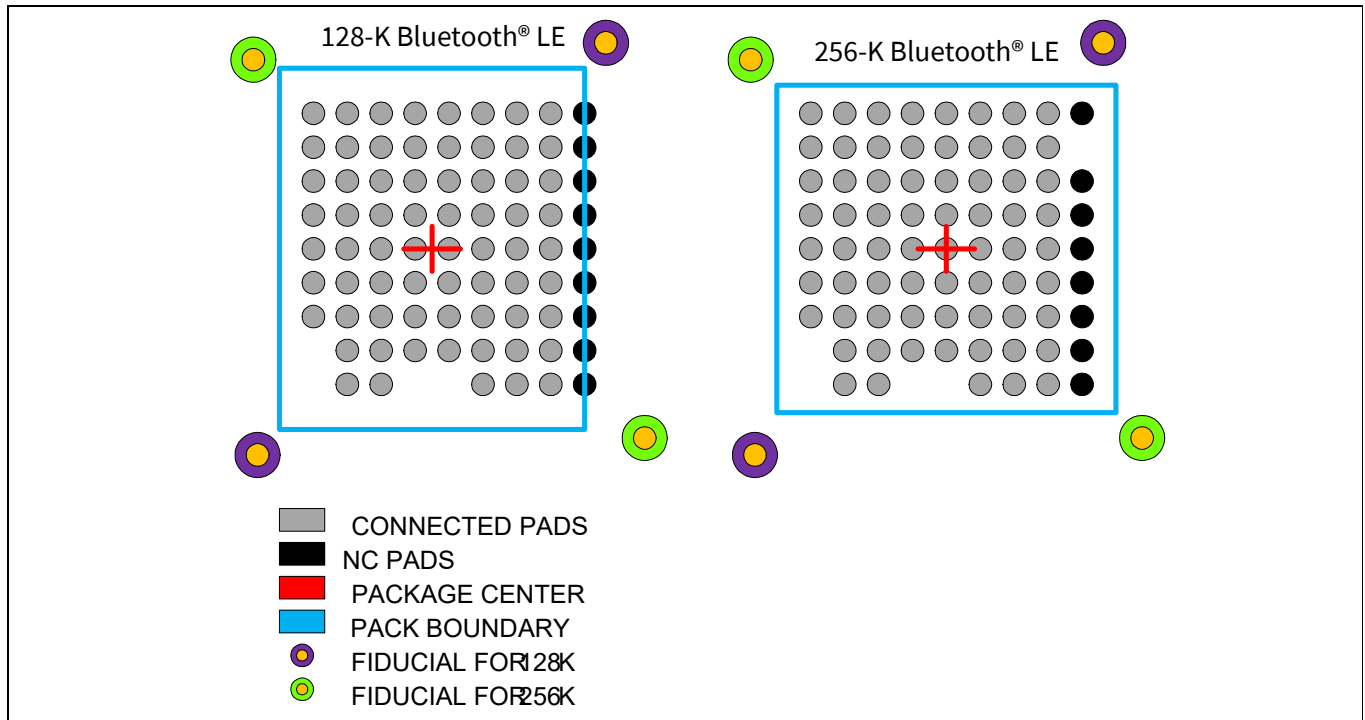 128-K Bluetooth® LE
256-K Bluetooth® LE
CONNECTED PADS
NC PADS
PACKAGE CENTER
PACK BOUNDARY
FIDUCIAL FOR128K
FIDUCIAL FOR256K